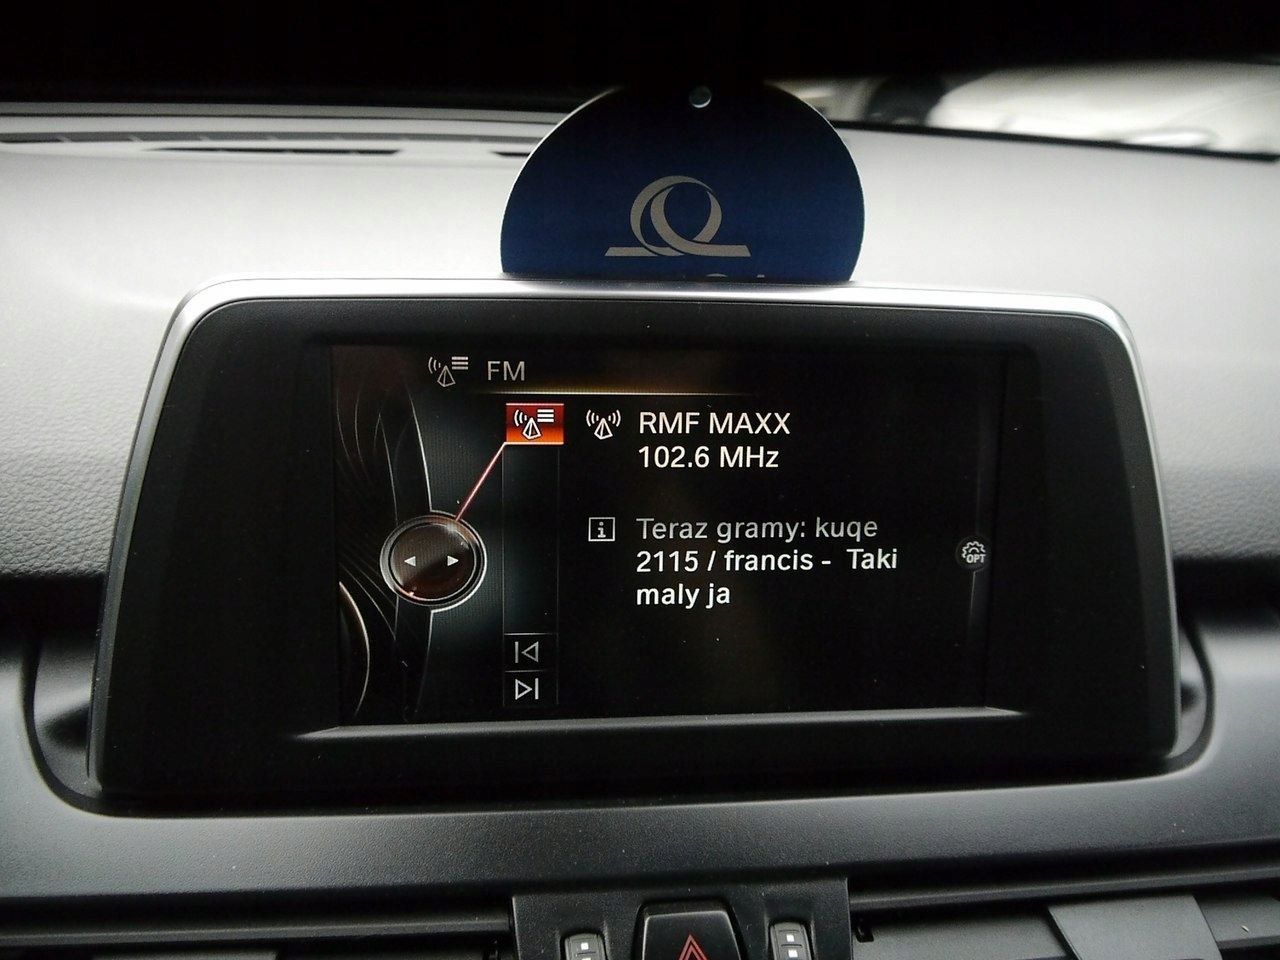 FM
RMF MAXX
102.6 MHz
Teraz gramy: kuqe
2115 / francis -  Taki
maly ja
OPT